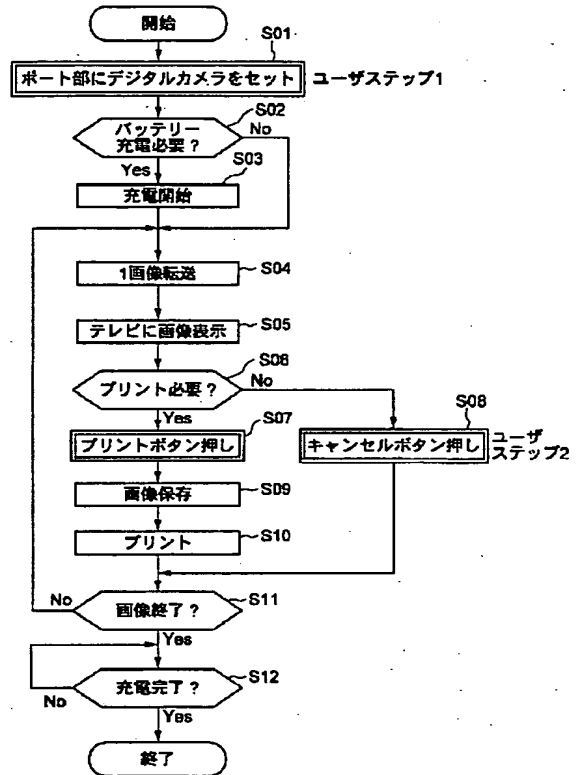 開始
S01
ポート部にデジタルカメラをセット
ユーザステップ1
S02
バッテリー
充電必要？
No
Yes
S03
充電開始
1画像転送
S04
テレビに画像表示
S05
S06
プリント必要？
No
Yes
S07
プリントボタン押し
S08
キャンセルボタン押し
ユーザ
ステップ2
画像保存
S09
プリント
S10
No
画像終了？
S11
Yes
充電完了？
S12
No
Yes
終了